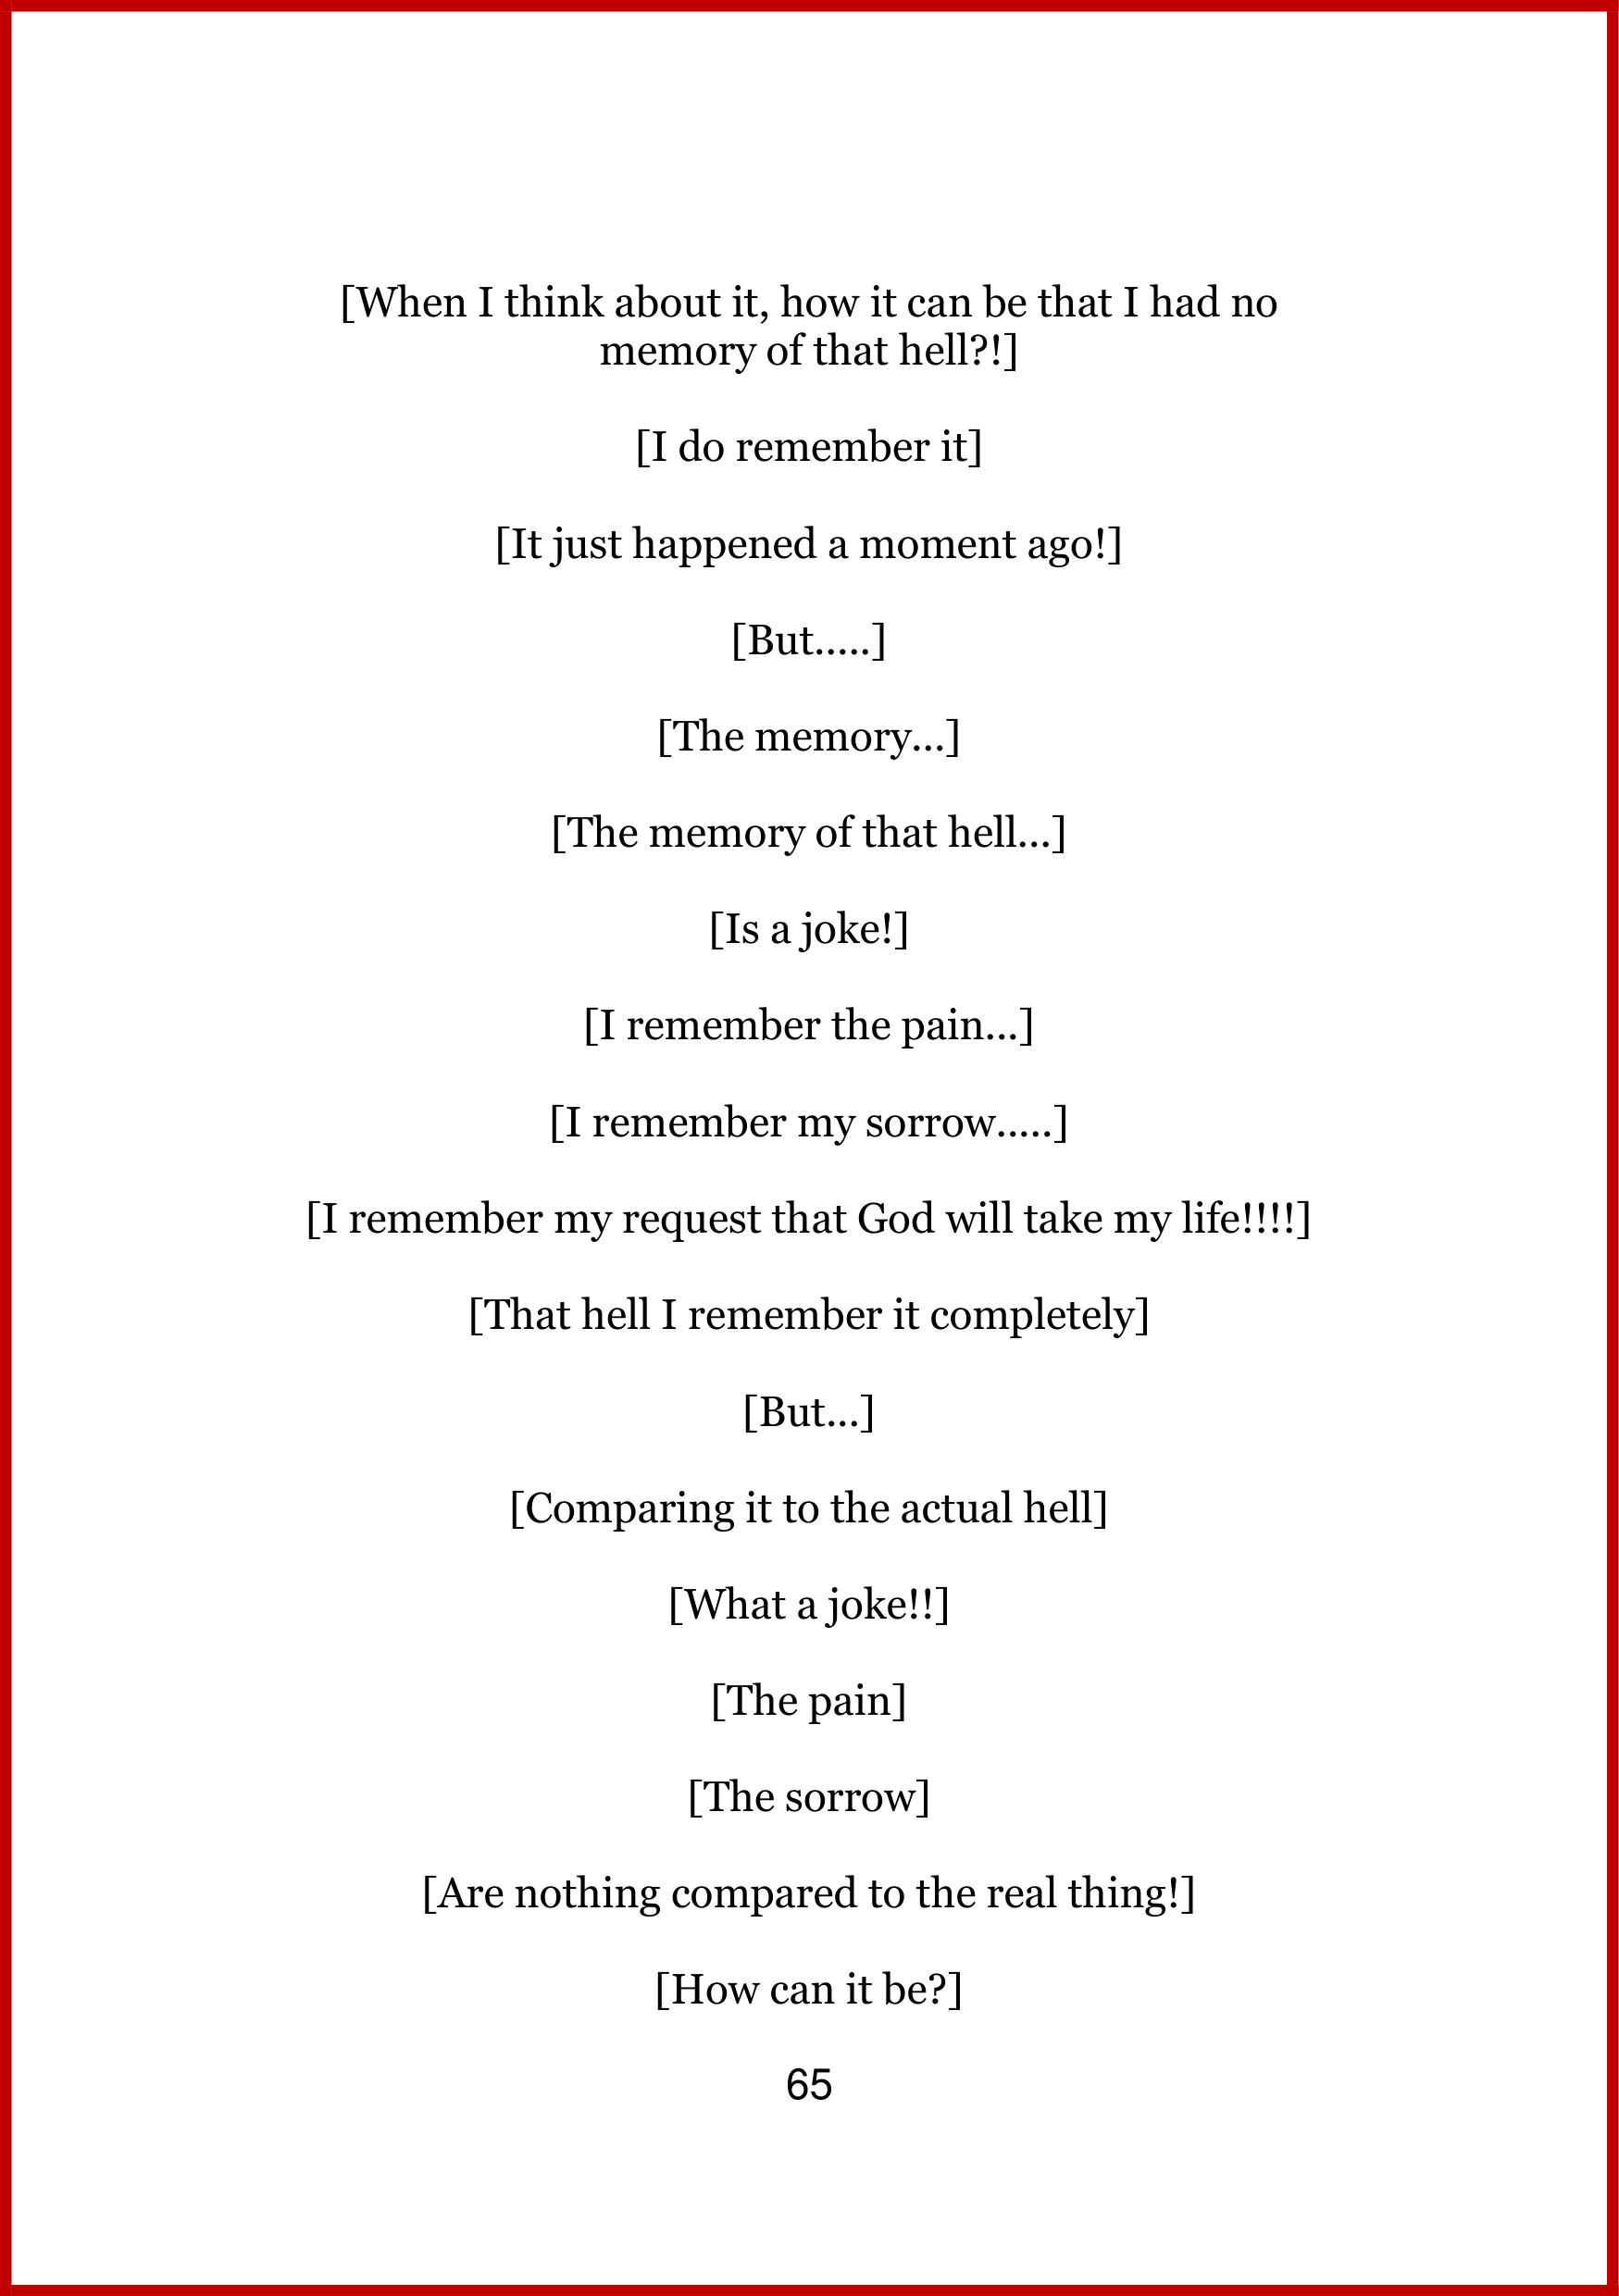 [When I think about it, how it can be that I had no
memory of that hell?!]
[I do remember it]
[It just happened a moment ago!]
[But.....]
[The memory...]
[The memory of that hell...]
[Is a joke!]
[I remember the pain...]
[I remember my sorrow.....]
[I remember my request that God will take my life!!!!]
[That hell I remember it completely]
[But...]
[Comparing it to the actual hell]
[What a joke!!]
[The pain]
[The sorrow]
[Are nothing compared to the real thing!]
[How can it be?]
65